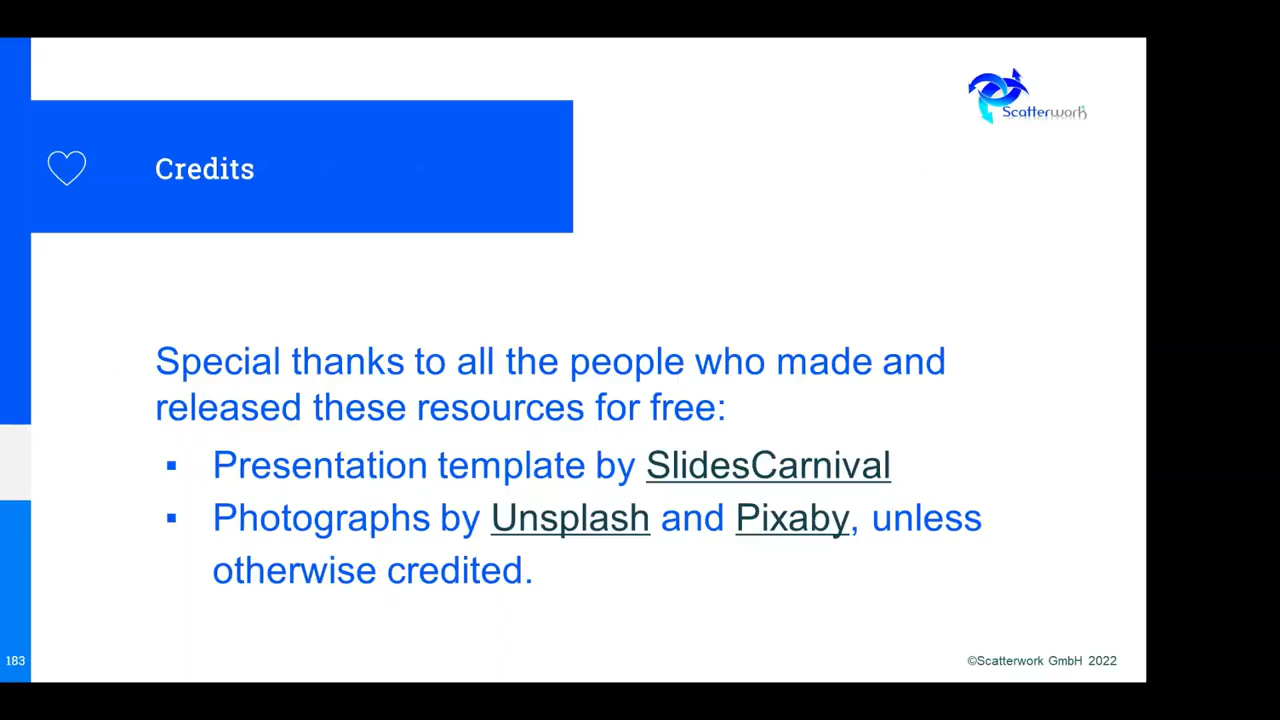 Scatterwork
Credits
Special thanks to all the people who made and
released these resources for free:
▪ Presentation template by SlidesCarnival
▪ Photographs by Unsplash and Pixaby, unless
otherwise credited.
183
©Scatterwork GmbH 2022